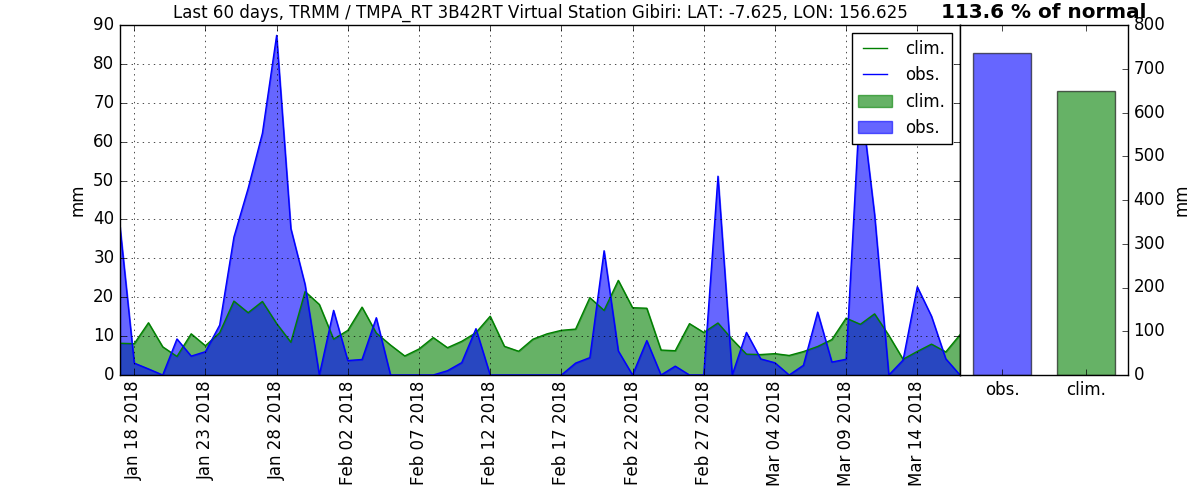 Last 60 days, TRMM / TMPA_RT 3B42RT Virtual Station Gibiri: LAT: -7.625, LON: 156.625
113.6 % of normal
90
80
70
60
50
40
30
20
10
0
mm
clim.
obs.
clim.
obs.
800
700
600
500
400
300
200
100
0
mm
obs.
clim.
Jan 18 2018
Jan 23 2018
Jan 28 2018
Feb 02 2018
Feb 07 2018
Feb 12 2018
Feb 17 2018
Feb 22 2018
Feb 27 2018
Mar 04 2018
Mar 09 2018
Mar 14 2018